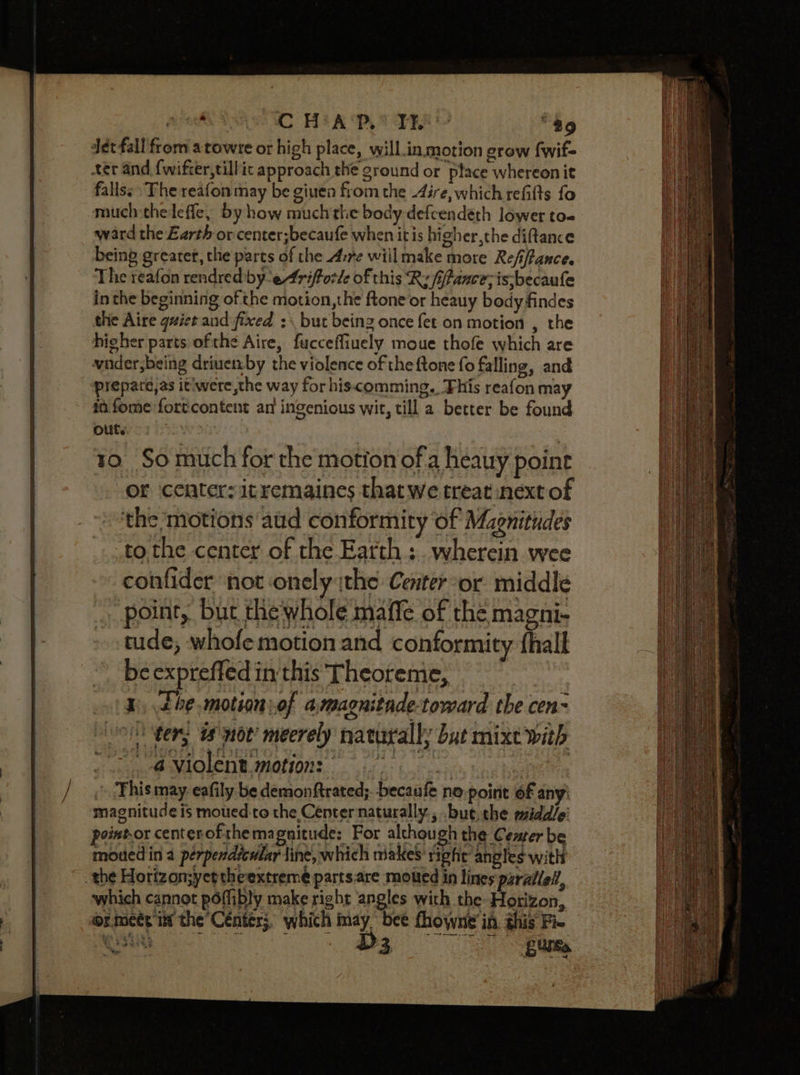 CHAP. II. 29
let fall from a towre or high place, will in motion grow swif-
ter and swifter, till it approach the ground or place whereon it
falls. The reason may be giuen from the Aire, which resists so
much the lesse, by how much the body descendeth lower to-
ward the Earth or center; because when it is higher, the distance
being greater, the parts of the Aire will make more Resistance.
The reason rendred by Aristotle of this Resistance, is, because
in the beginning of the motion, the stone or heauy body findes
the Aire quiet and fixed : but being once set on motion , the
higher parts of the Aire, successiuely moue those which are
vnder, being driuen by the violence of the stone so falling, and
prepare, as it were, the way for his comming. This reason may
in some sort content an ingenious wit, till a better be found
out.
10 So much for the motion of a heauy point
or center: it remaines that we treat next of
the motions aud conformity of Magnitudes
to the center of the Earth : wherein wee
consider not onely the Center or middle
point, but the whole masse of the magni-
tude, whose motion and conformity shall
be expressed in this Theoreme,
1. The motion of a magnitude toward the cen-
ter, is not meerely naturall, but mixt with
a violent motion:
This may easily be demonstrated; because no point of any
magnitude is moued to the Center naturally, but the middle
point or center of the magnitude: For although the Center be
moued in a perpendicular line, which makes right angles with
the Horizon; yet the extreme parts are moued in lines parallell,
which cannot possibly make right angles with the Horizon,
or meet in the Center; which may bee showne in this Fi-
D3 gure.